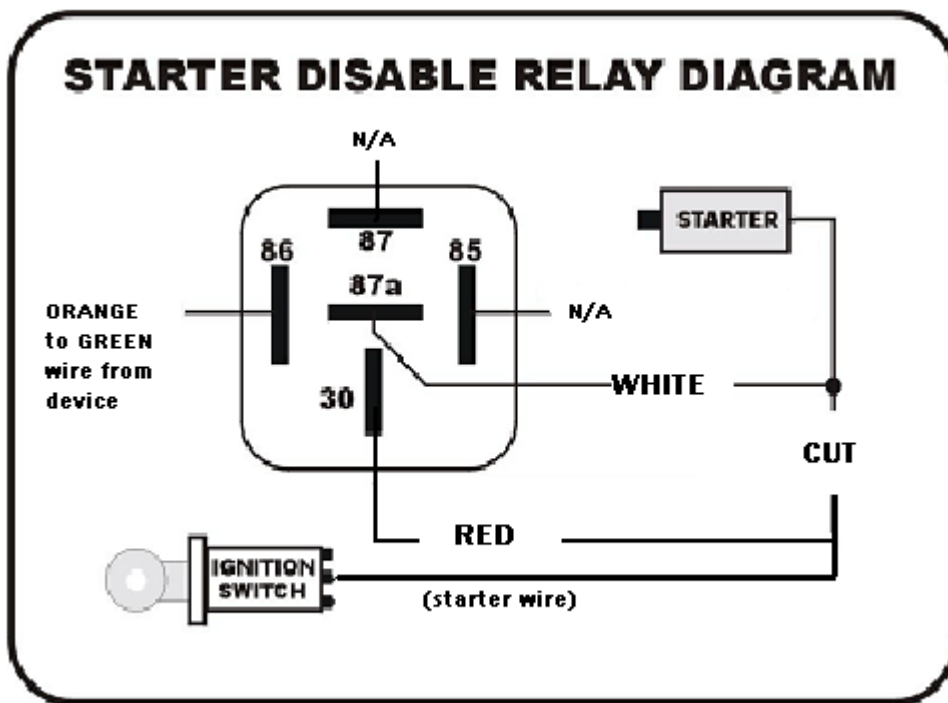 STARTER DISABLE RELAY DIAGRAM
N/A
87
86
85
87a
STARTER
ORANGE
to GREEN
wire from
device
N/A
30
WHITE
CUT
RED
IGNITION
SWITCH
(starter wire)